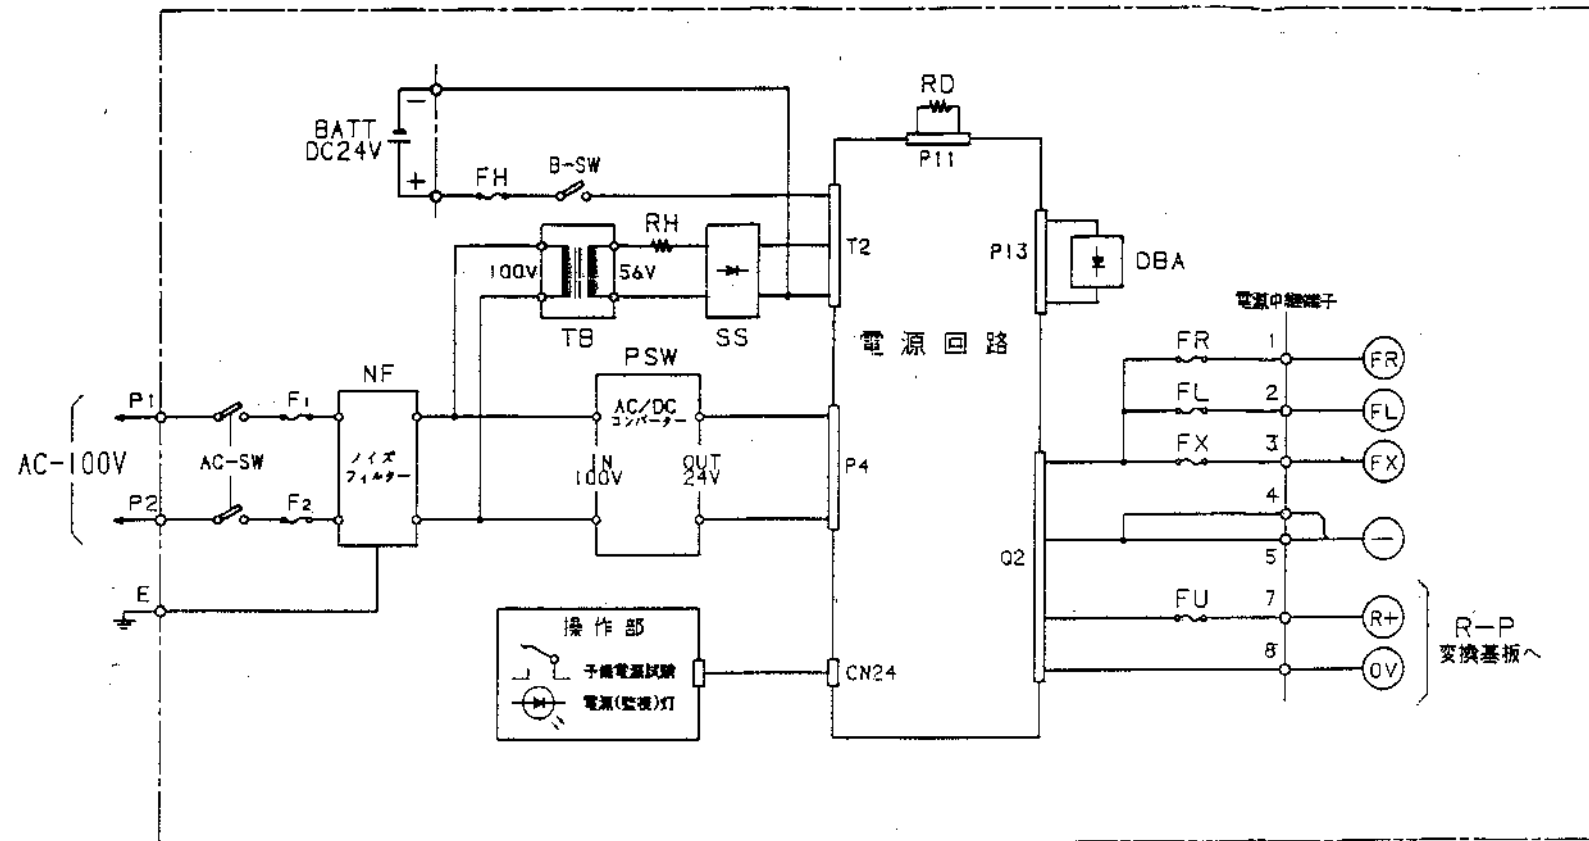 RD
BATT
DC24V
−
+
FH
B-SW
P11
RH
T2
P13
DBA
100V
56V
TB
SS
電源中継端子
電源回路
FR
1
FR
FL
2
FL
FX
3
FX
4
5
−
NF
PSW
P1
F1
AC/DC
コンバーター
AC-100V
AC-SW
ノイズ
フィルター
IN
100V
OUT
24V
P4
P2
F2
Q2
E
FU
7
R+
8
0V
R-P
変換基板へ
操作部
予備電源試験
電源(監視)灯
CN24